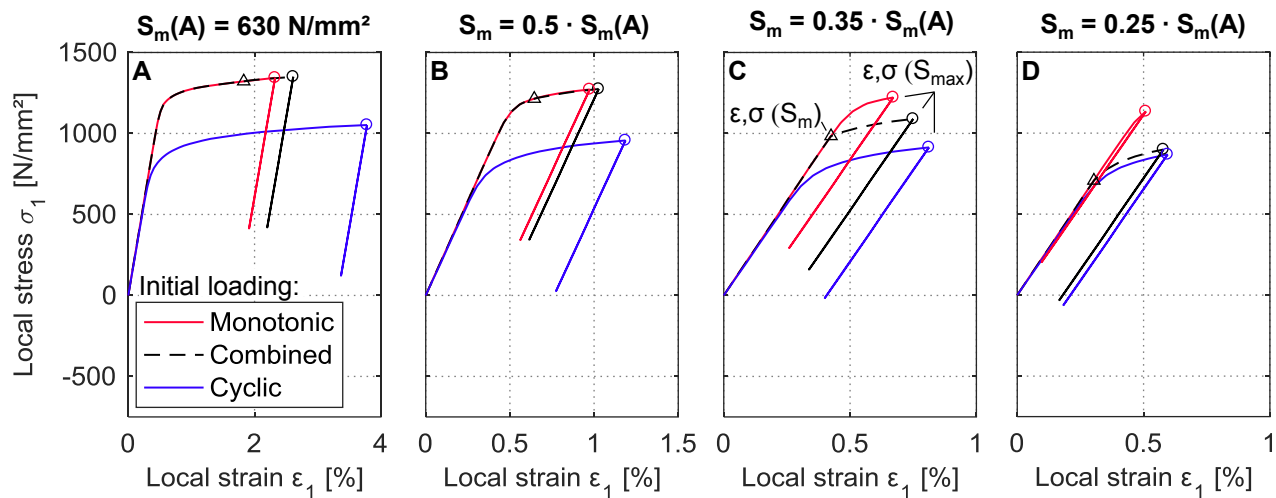 S_m(A) = 630 N/mm²
S_m = 0.5 · S_m(A)
S_m = 0.35 · S_m(A)
S_m = 0.25 · S_m(A)
Local stress σ_1 [N/mm²]
1500
1000
500
0
-500
A
B
C
D
ε,σ (S_max)
ε,σ (S_m)
Initial loading:
Monotonic
Combined
Cyclic
0 2 4
0 0.5 1 1.5
0 0.5 1
0 0.5 1
Local strain ε_1 [%]
Local strain ε_1 [%]
Local strain ε_1 [%]
Local strain ε_1 [%]